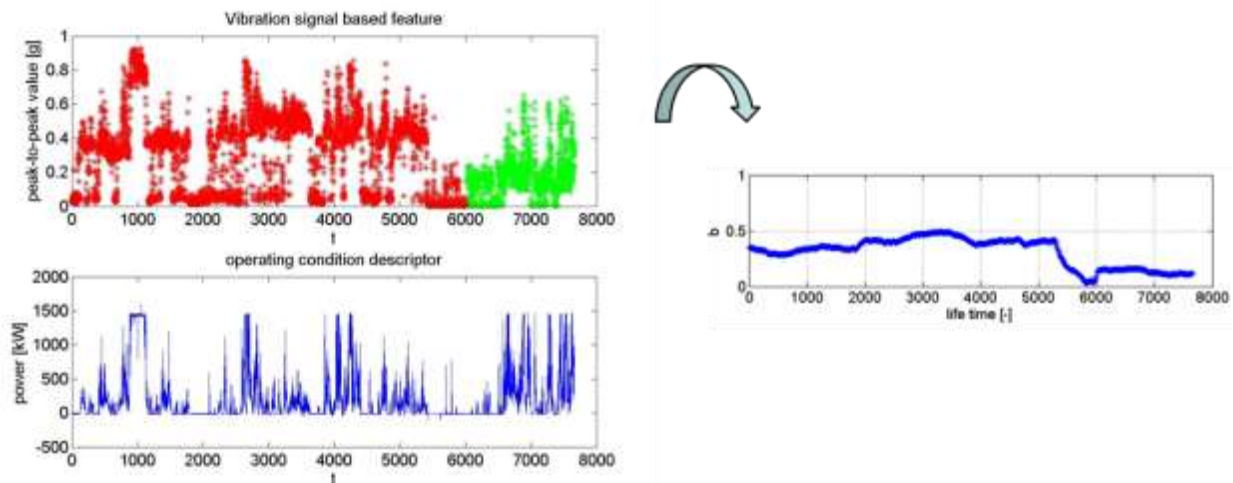 Vibration signal based feature
peak-to-peak value [g]
1
0.8
0.6
0.4
0.2
0
0 1000 2000 3000 4000 5000 6000 7000 8000
t
operating condition descriptor
power [kW]
2000
1500
1000
500
0
-500
0 1000 2000 3000 4000 5000 6000 7000 8000
t
b
1
0.5
0
0 1000 2000 3000 4000 5000 6000 7000 8000
life time [-]